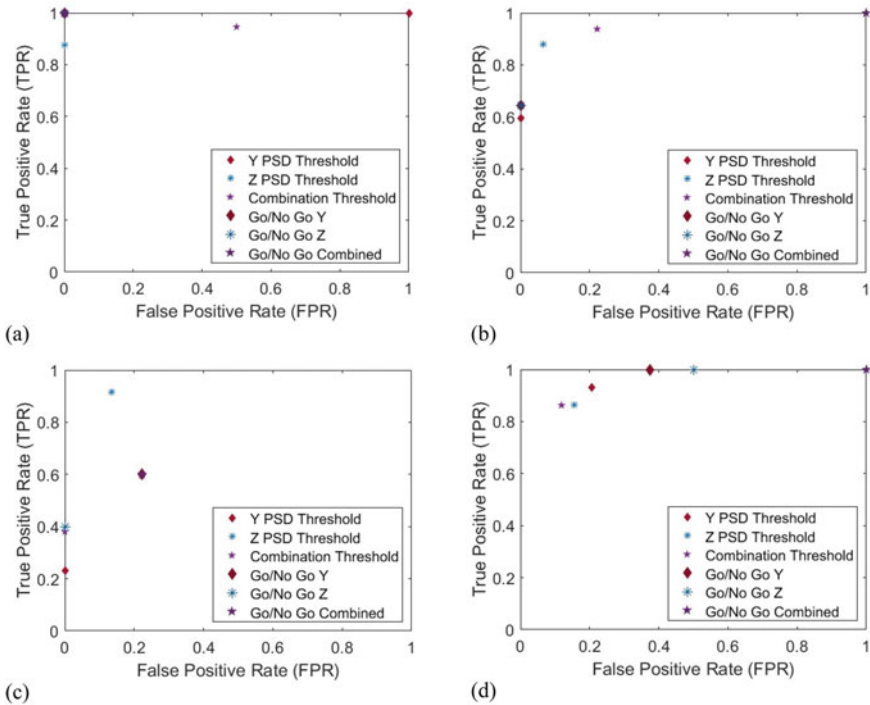 1
0.8
0.6
0.4
0.2
0
True Positive Rate (TPR)
Y PSD Threshold
Z PSD Threshold
Combination Threshold
Go/No Go Y
Go/No Go Z
Go/No Go Combined
0 0.2 0.4 0.6 0.8 1
False Positive Rate (FPR)
(a)
1
0.8
0.6
0.4
0.2
0
True Positive Rate (TPR)
Y PSD Threshold
Z PSD Threshold
Combination Threshold
Go/No Go Y
Go/No Go Z
Go/No Go Combined
0 0.2 0.4 0.6 0.8 1
False Positive Rate (FPR)
(b)
1
0.8
0.6
0.4
0.2
0
True Positive Rate (TPR)
Y PSD Threshold
Z PSD Threshold
Combination Threshold
Go/No Go Y
Go/No Go Z
Go/No Go Combined
0 0.2 0.4 0.6 0.8 1
False Positive Rate (FPR)
(c)
1
0.8
0.6
0.4
0.2
0
True Positive Rate (TPR)
Y PSD Threshold
Z PSD Threshold
Combination Threshold
Go/No Go Y
Go/No Go Z
Go/No Go Combined
0 0.2 0.4 0.6 0.8 1
False Positive Rate (FPR)
(d)